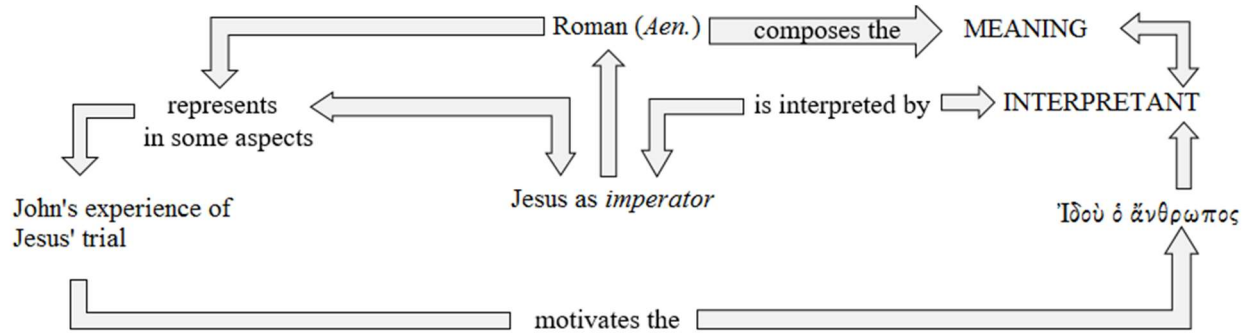 Roman (Aen.) composes the MEANING
represents
in some aspects
is interpreted by INTERPRETANT
John's experience of
Jesus' trial
Jesus as imperator
Ἰδοὺ ὁ ἄνθρωπος
motivates the